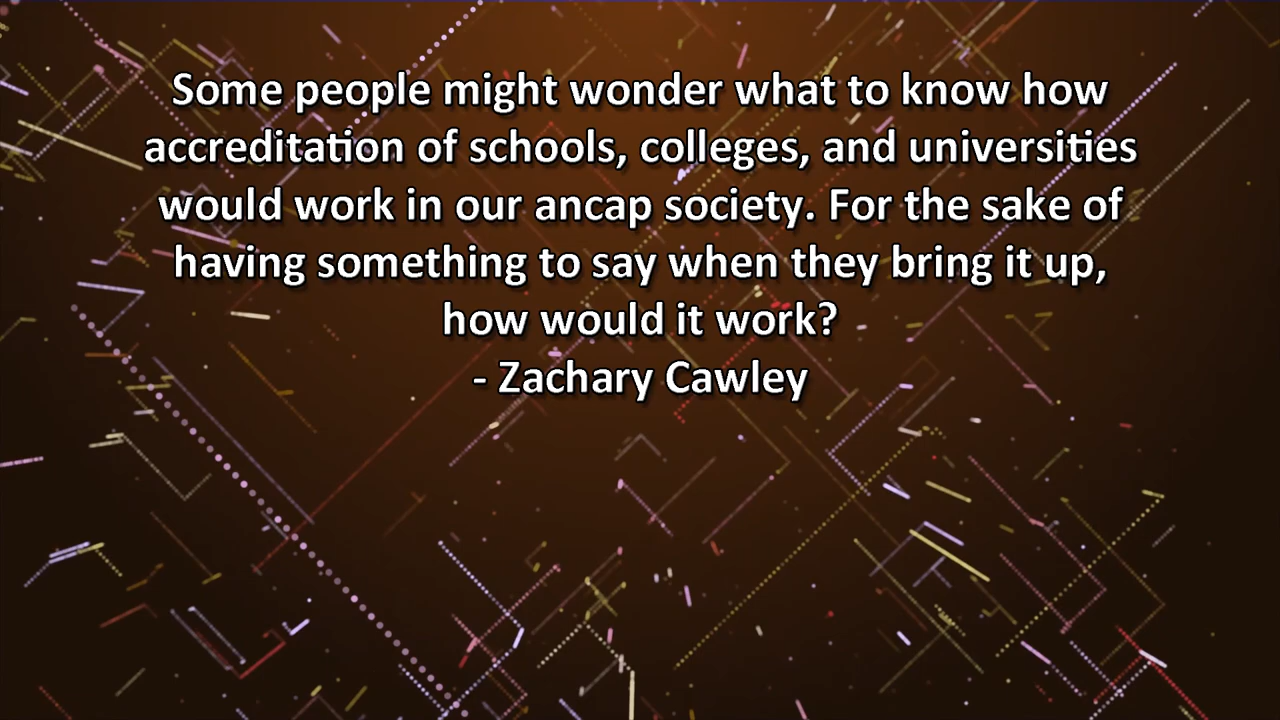 Some people might wonder what to know how
accreditation of schools, colleges, and universities
would work in our ancap society. For the sake of
having something to say when they bring it up,
how would it work?
- Zachary Cawley